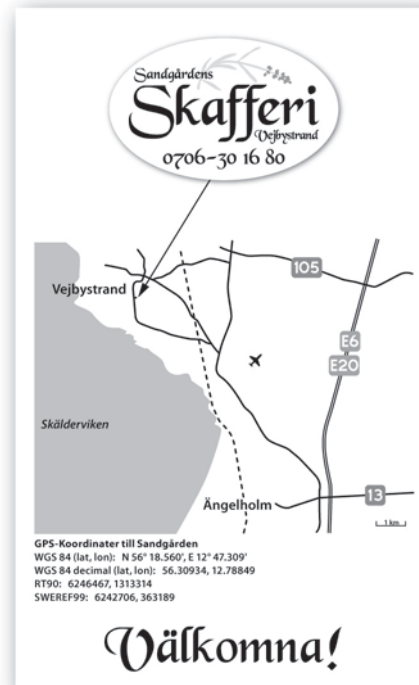 Sandgårdens
Skafferi
Vejbystrand
0706-30 16 80
105
Vejbystrand
E6
E20
Skälderviken
Ängelholm
13
1 km
GPS-Koordinater till Sandgården
WGS 84 (lat, lon): N 56° 18.560', E 12° 47.309'
WGS 84 decimal (lat, lon): 56.30934, 12.78849
RT90: 6246467, 1313314
SWEREF99: 6242706, 363189
Välkomna!